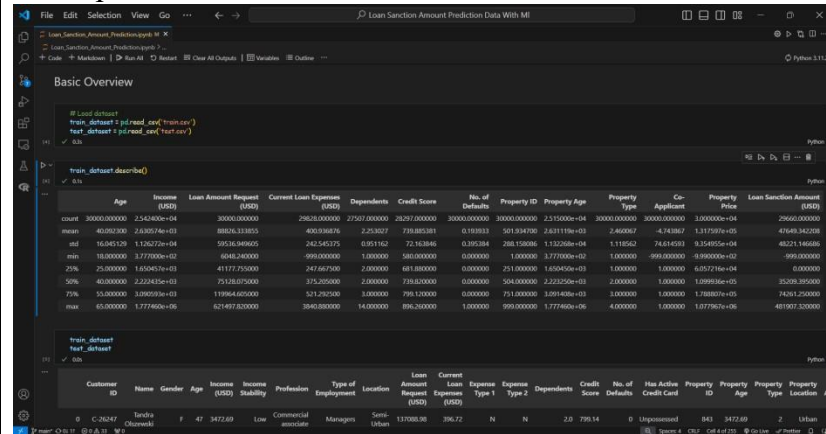 File Edit Selection View Go ··· Loan Sanction Amount Prediction Data With Ml
Loan_Sanction_Amount_Prediction.ipynb M
Loan_Sanction_Amount_Prediction.ipynb > ...
+ Code + Markdown Run All Restart Clear All Outputs Variables Outline ··· Python 3.11.
Basic Overview
# Load dataset
train_dataset = pd.read_csv('train.csv')
test_dataset = pd.read_csv('test.csv')
0.3s Python
train_dataset.describe()
0.1s Python
Age Income (USD) Loan Amount Request (USD) Current Loan Expenses (USD) Dependents Credit Score No. of Defaults Property ID Property Age Property Type Co-Applicant Property Price Loan Sanction Amount (USD)
count 30000.000000 2.542400e+04 30000.000000 29828.000000 27507.000000 28297.000000 30000.000000 30000.000000 2.515000e+04 30000.000000 30000.000000 3.000000e+04 29660.000000
mean 40.092300 2.630574e+03 88826.333855 400.936876 2.253027 739.885381 0.193933 501.934700 2.631119e+03 2.460067 -4.743867 1.317597e+05 47649.342208
std 16.045129 1.126272e+04 59536.949605 242.545375 0.951162 72.163846 0.395384 288.158086 1.132268e+04 1.118562 74.614593 9.354955e+04 48221.146686
min 18.000000 3.777000e+02 6048.240000 -999.000000 1.000000 580.000000 0.000000 1.000000 3.777000e+02 1.000000 -999.000000 -9.990000e+02 -999.000000
25% 25.000000 1.650457e+03 41177.755000 247.667500 2.000000 681.880000 0.000000 251.000000 1.650450e+03 1.000000 1.000000 6.057216e+04 0.000000
50% 40.000000 2.222435e+03 75128.075000 375.205000 2.000000 739.820000 0.000000 504.000000 2.223250e+03 2.000000 1.000000 1.099936e+05 35209.395000
75% 55.000000 3.090593e+03 119964.605000 521.292500 3.000000 799.120000 0.000000 751.000000 3.091408e+03 3.000000 1.000000 1.788807e+05 74261.250000
max 65.000000 1.777460e+06 621497.820000 3840.880000 14.000000 896.260000 1.000000 999.000000 1.777460e+06 4.000000 1.000000 1.077967e+06 481907.320000
train_dataset
test_dataset
0.0s Python
Customer ID Name Gender Age Income (USD) Income Stability Profession Type of Employment Location Loan Amount Request (USD) Current Loan Expenses (USD) Expense Type 1 Expense Type 2 Dependents Credit Score No. of Defaults Has Active Credit Card Property ID Property Age Property Type Property Location
0 C-26247 Tandra Olszewski F 47 3472.69 Low Commercial associate Managers Semi-Urban 137088.98 396.72 N N 2.0 799.14 0 Unpossessed 843 3472.69 2 Urban
Spaces: 4 CRLF Cell 4 of 255 Go Live Prettier